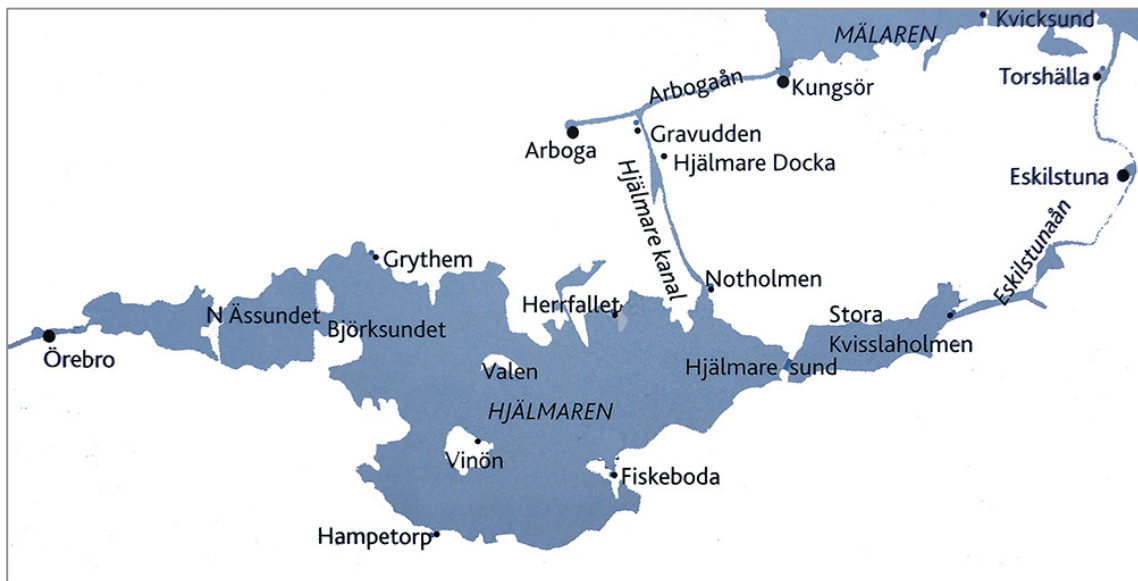 Kvicksund
MÄLAREN
Torshälla
Arbogaån
Kungsör
Gravudden
Arboga
Hjälmare Docka
Eskilstuna
Hjälmare kanal
Eskilstunaån
Grythem
Notholmen
Herrfallet
N Ässundet
Björksundet
Stora
Kvisslaholmen
Örebro
Valen
Hjälmare sund
HJÄLMAREN
Vinön
Fiskeboda
Hampetorp